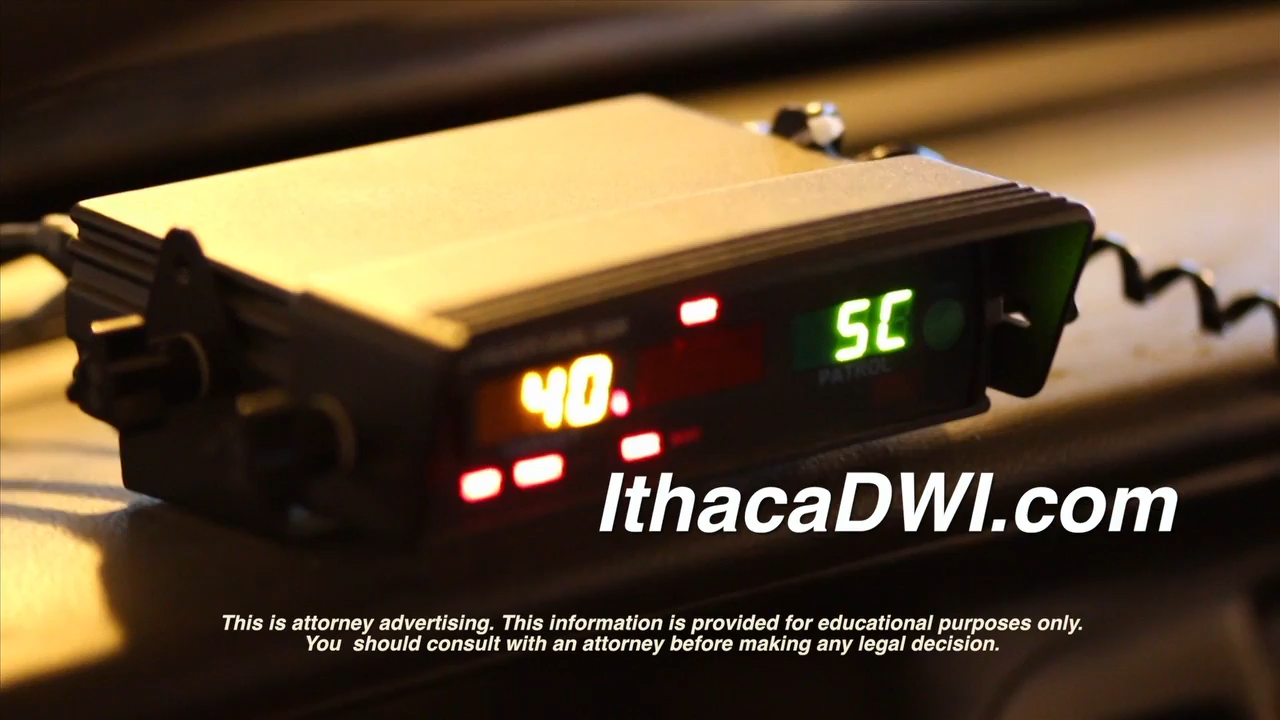 40.
5C
PATROL
IthacaDWI.com
This is attorney advertising. This information is provided for educational purposes only.
You  should consult with an attorney before making any legal decision.